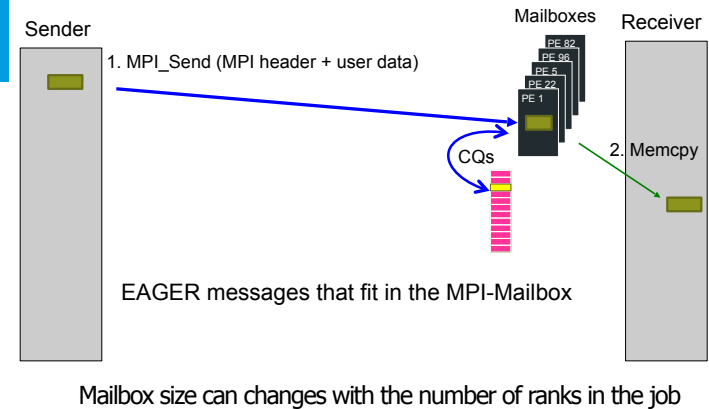 Sender
Mailboxes
Receiver
1. MPI_Send (MPI header + user data)
PE 82
PE 96
PE 5
PE 22
PE 1
CQs
2. Memcpy
EAGER messages that fit in the MPI-Mailbox
Mailbox size can changes with the number of ranks in the job